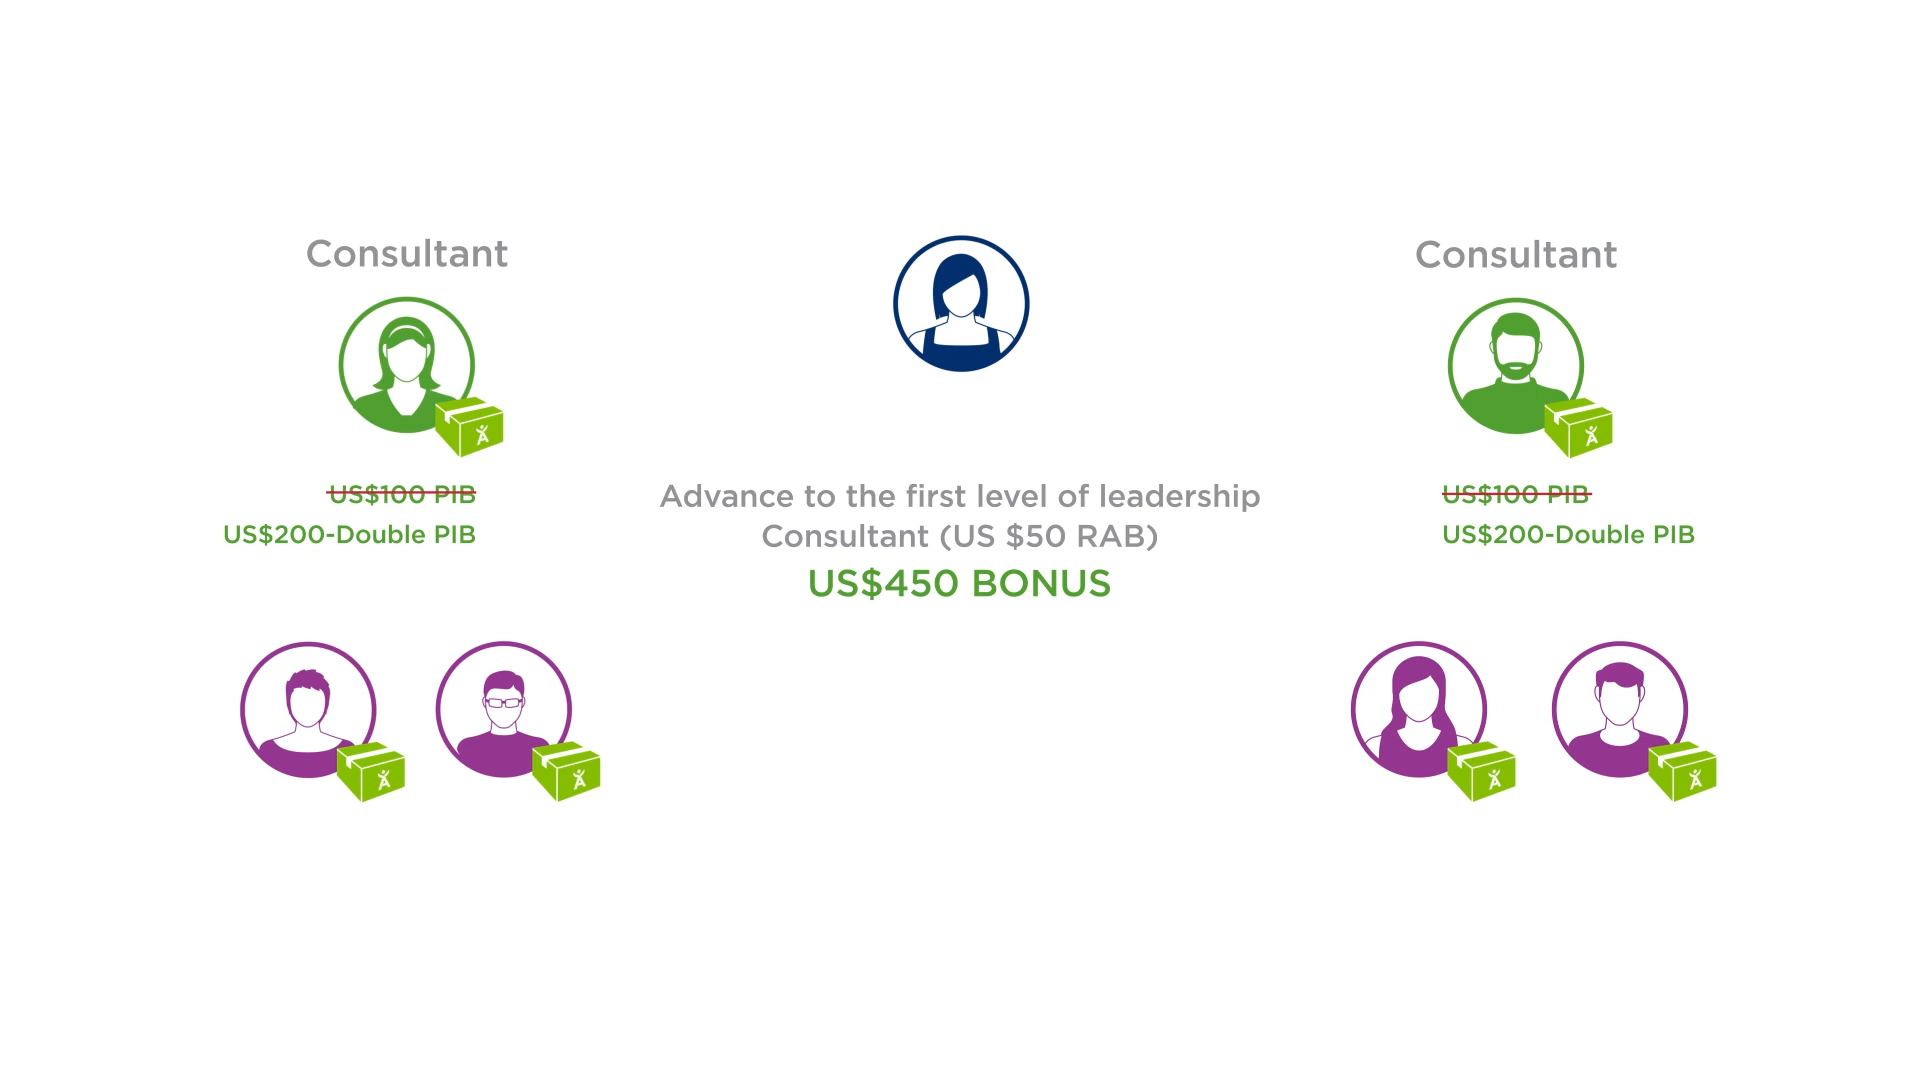 Consultant
US$100 PIB
US$200-Double PIB
Advance to the first level of leadership
Consultant (US $50 RAB)
US$450 BONUS
Consultant
US$100 PIB
US$200-Double PIB